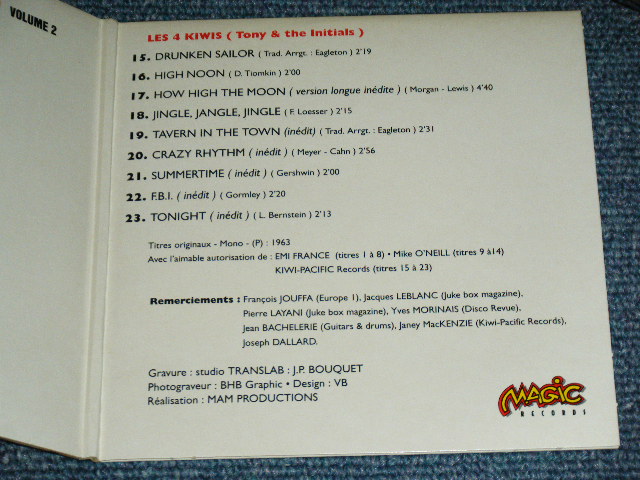 VOLUME 2
LES 4 KIWIS ( Tony & the Initials )
15. DRUNKEN SAILOR ( Trad. Arrgt. : Eagleton ) 2'19
16. HIGH NOON ( D. Tiomkin ) 2'00
17. HOW HIGH THE MOON ( version longue inédite ) ( Morgan - Lewis ) 4'40
18. JINGLE, JANGLE, JINGLE ( F. Loesser ) 2'15
19. TAVERN IN THE TOWN (inédit) ( Trad. Arrgt. : Eagleton ) 2'31
20. CRAZY RHYTHM ( inédit ) ( Meyer - Cahn ) 2'56
21. SUMMERTIME ( inédit ) ( Gershwin ) 2'00
22. F.B.I. ( inédit ) ( Gormley ) 2'20
23. TONIGHT ( inédit ) ( L. Bernstein ) 2'13
Titres originaux - Mono - (P) : 1963
Avec l'aimable autorisation de : EMI FRANCE (titres 1 à 8) • Mike O'NEILL (titres 9 à14)
KIWI-PACIFIC Records (titres 15 à 23)
Remerciements : François JOUFFA (Europe 1), Jacques LEBLANC (Juke box magazine),
Pierre LAYANI (Juke box magazine), Yves MORINAIS (Disco Revue),
Jean BACHELERIE (Guitars & drums), Janey MacKENZIE (Kiwi-Pacific Records),
Joseph DALLARD.
Gravure : studio TRANSLAB : J.P. BOUQUET
Photograveur : BHB Graphic • Design : VB
Réalisation : MAM PRODUCTIONS
MAGIC
RECORDS